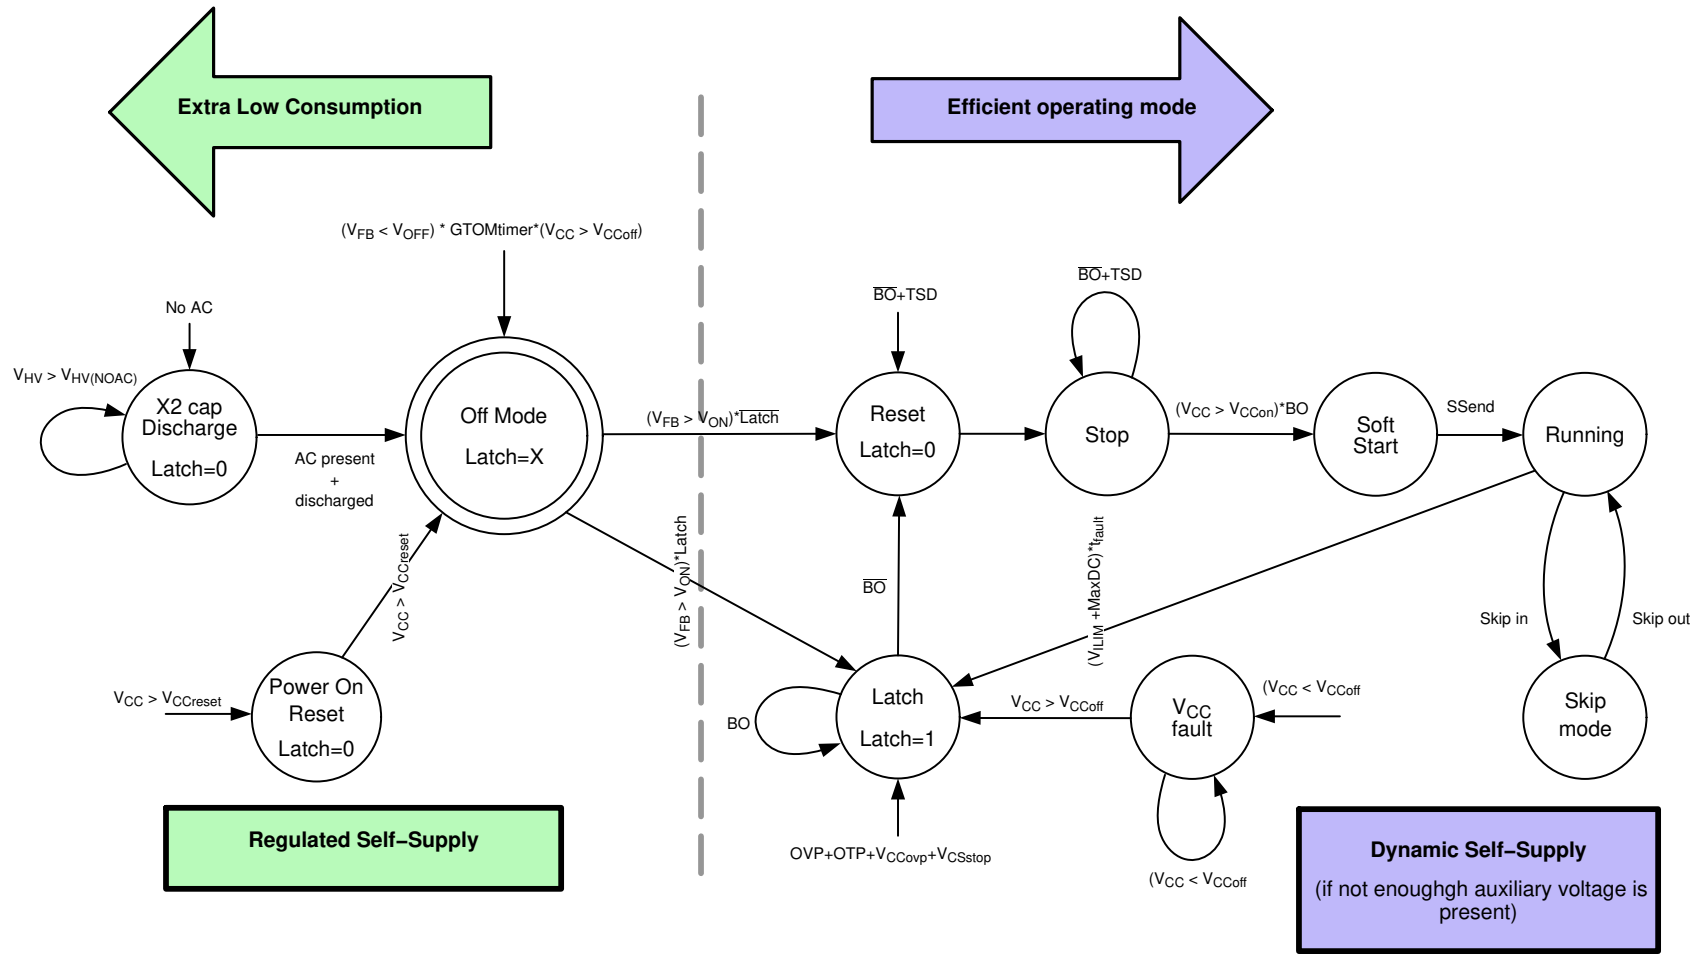 Extra Low Consumption
Efficient operating mode
(VFB < VOFF) * GTOMtimer*(VCC > VCCoff)
No AC
VHV > VHV(NOAC)
X2 cap
Discharge
Latch=0
AC present
+
discharged
Off Mode
Latch=X
(VFB > VON)*L̅a̅t̅c̅h̅
B̅O̅+TSD
Reset
Latch=0
B̅O̅+TSD
Stop
(VCC > VCCon)*BO
Soft
Start
SSend
Running
VCC > VCCreset
(VFB > VON)*Latch
B̅O̅
(VILIM +MaxDC)*tfault
Skip in
Skip out
VCC > VCCreset
Power On
Reset
Latch=0
BO
Latch
Latch=1
VCC > VCCoff
VCC
fault
(VCC < VCCoff
Skip
mode
OVP+OTP+VCCovp+VCSstop
(VCC < VCCoff
Regulated Self−Supply
Dynamic Self−Supply
(if not enoughgh auxiliary voltage is
present)